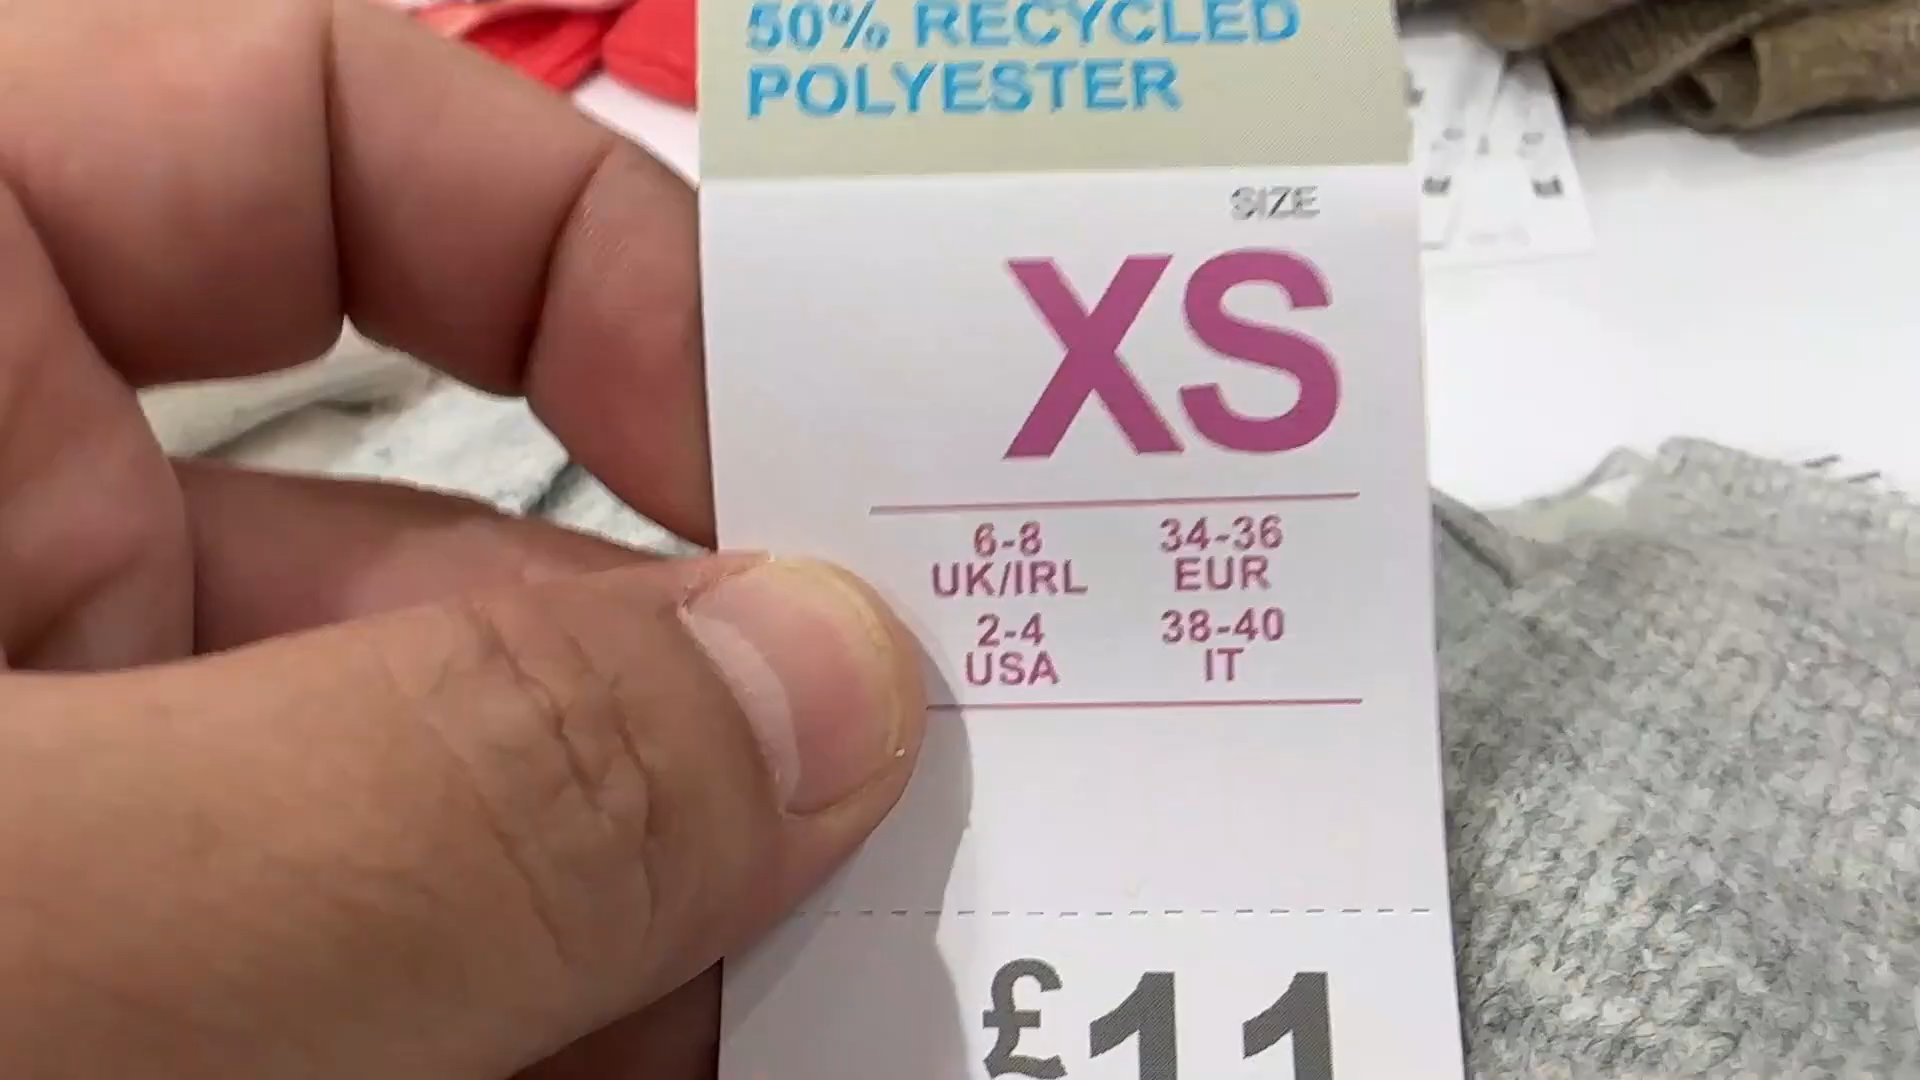 50% RECYCLED
POLYESTER
SIZE
XS
6-8 34-36
UK/IRL EUR
2-4 38-40
USA IT
£11